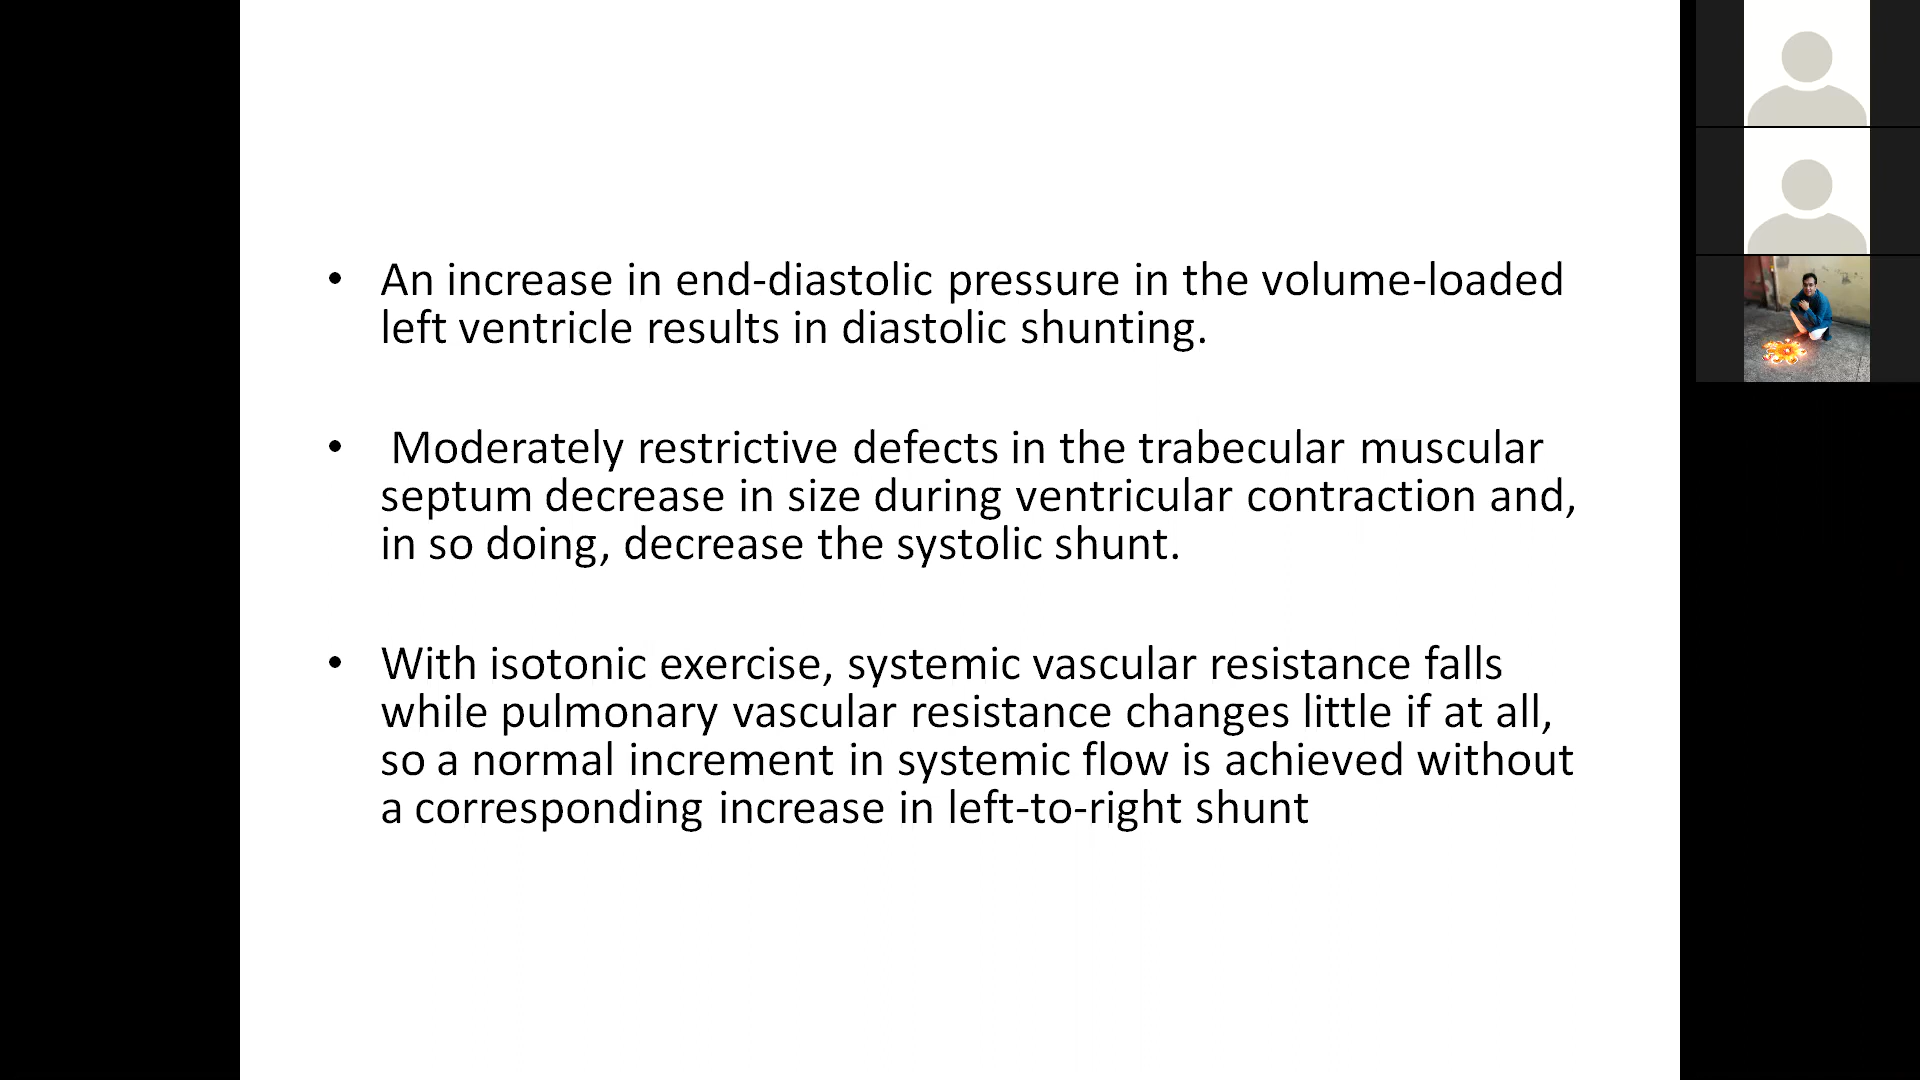 • An increase in end-diastolic pressure in the volume-loaded
left ventricle results in diastolic shunting.
• Moderately restrictive defects in the trabecular muscular
septum decrease in size during ventricular contraction and,
in so doing, decrease the systolic shunt.
• With isotonic exercise, systemic vascular resistance falls
while pulmonary vascular resistance changes little if at all,
so a normal increment in systemic flow is achieved without
a corresponding increase in left-to-right shunt